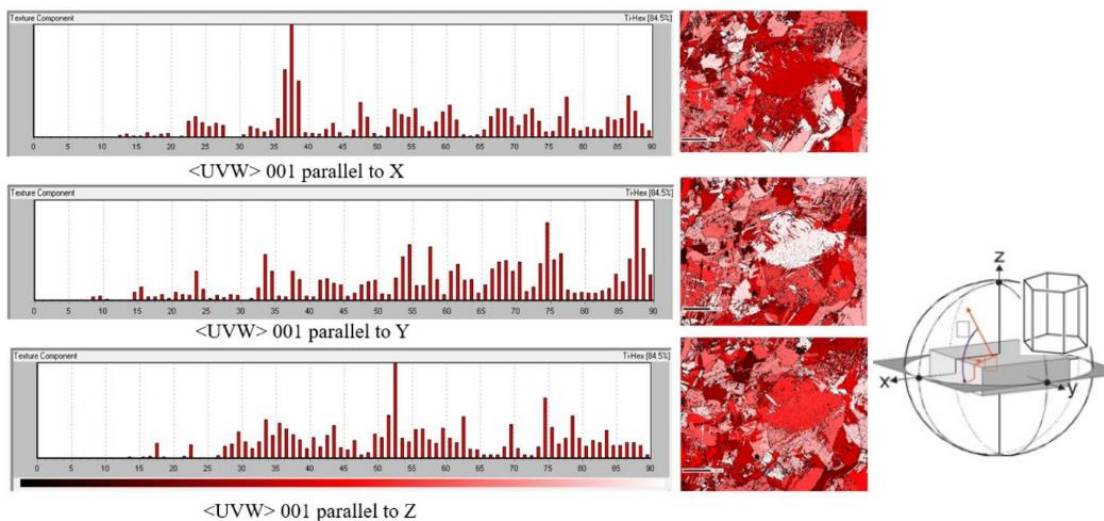 Texture Component Ti-Hex [84.5%]
0 5 10 15 20 25 30 35 40 45 50 55 60 65 70 75 80 85 90
<UVW> 001 parallel to X
Texture Component Ti-Hex [84.5%]
0 5 10 15 20 25 30 35 40 45 50 55 60 65 70 75 80 85 90
<UVW> 001 parallel to Y
Texture Component Ti-Hex [84.5%]
0 5 10 15 20 25 30 35 40 45 50 55 60 65 70 75 80 85 90
<UVW> 001 parallel to Z
z
x
y